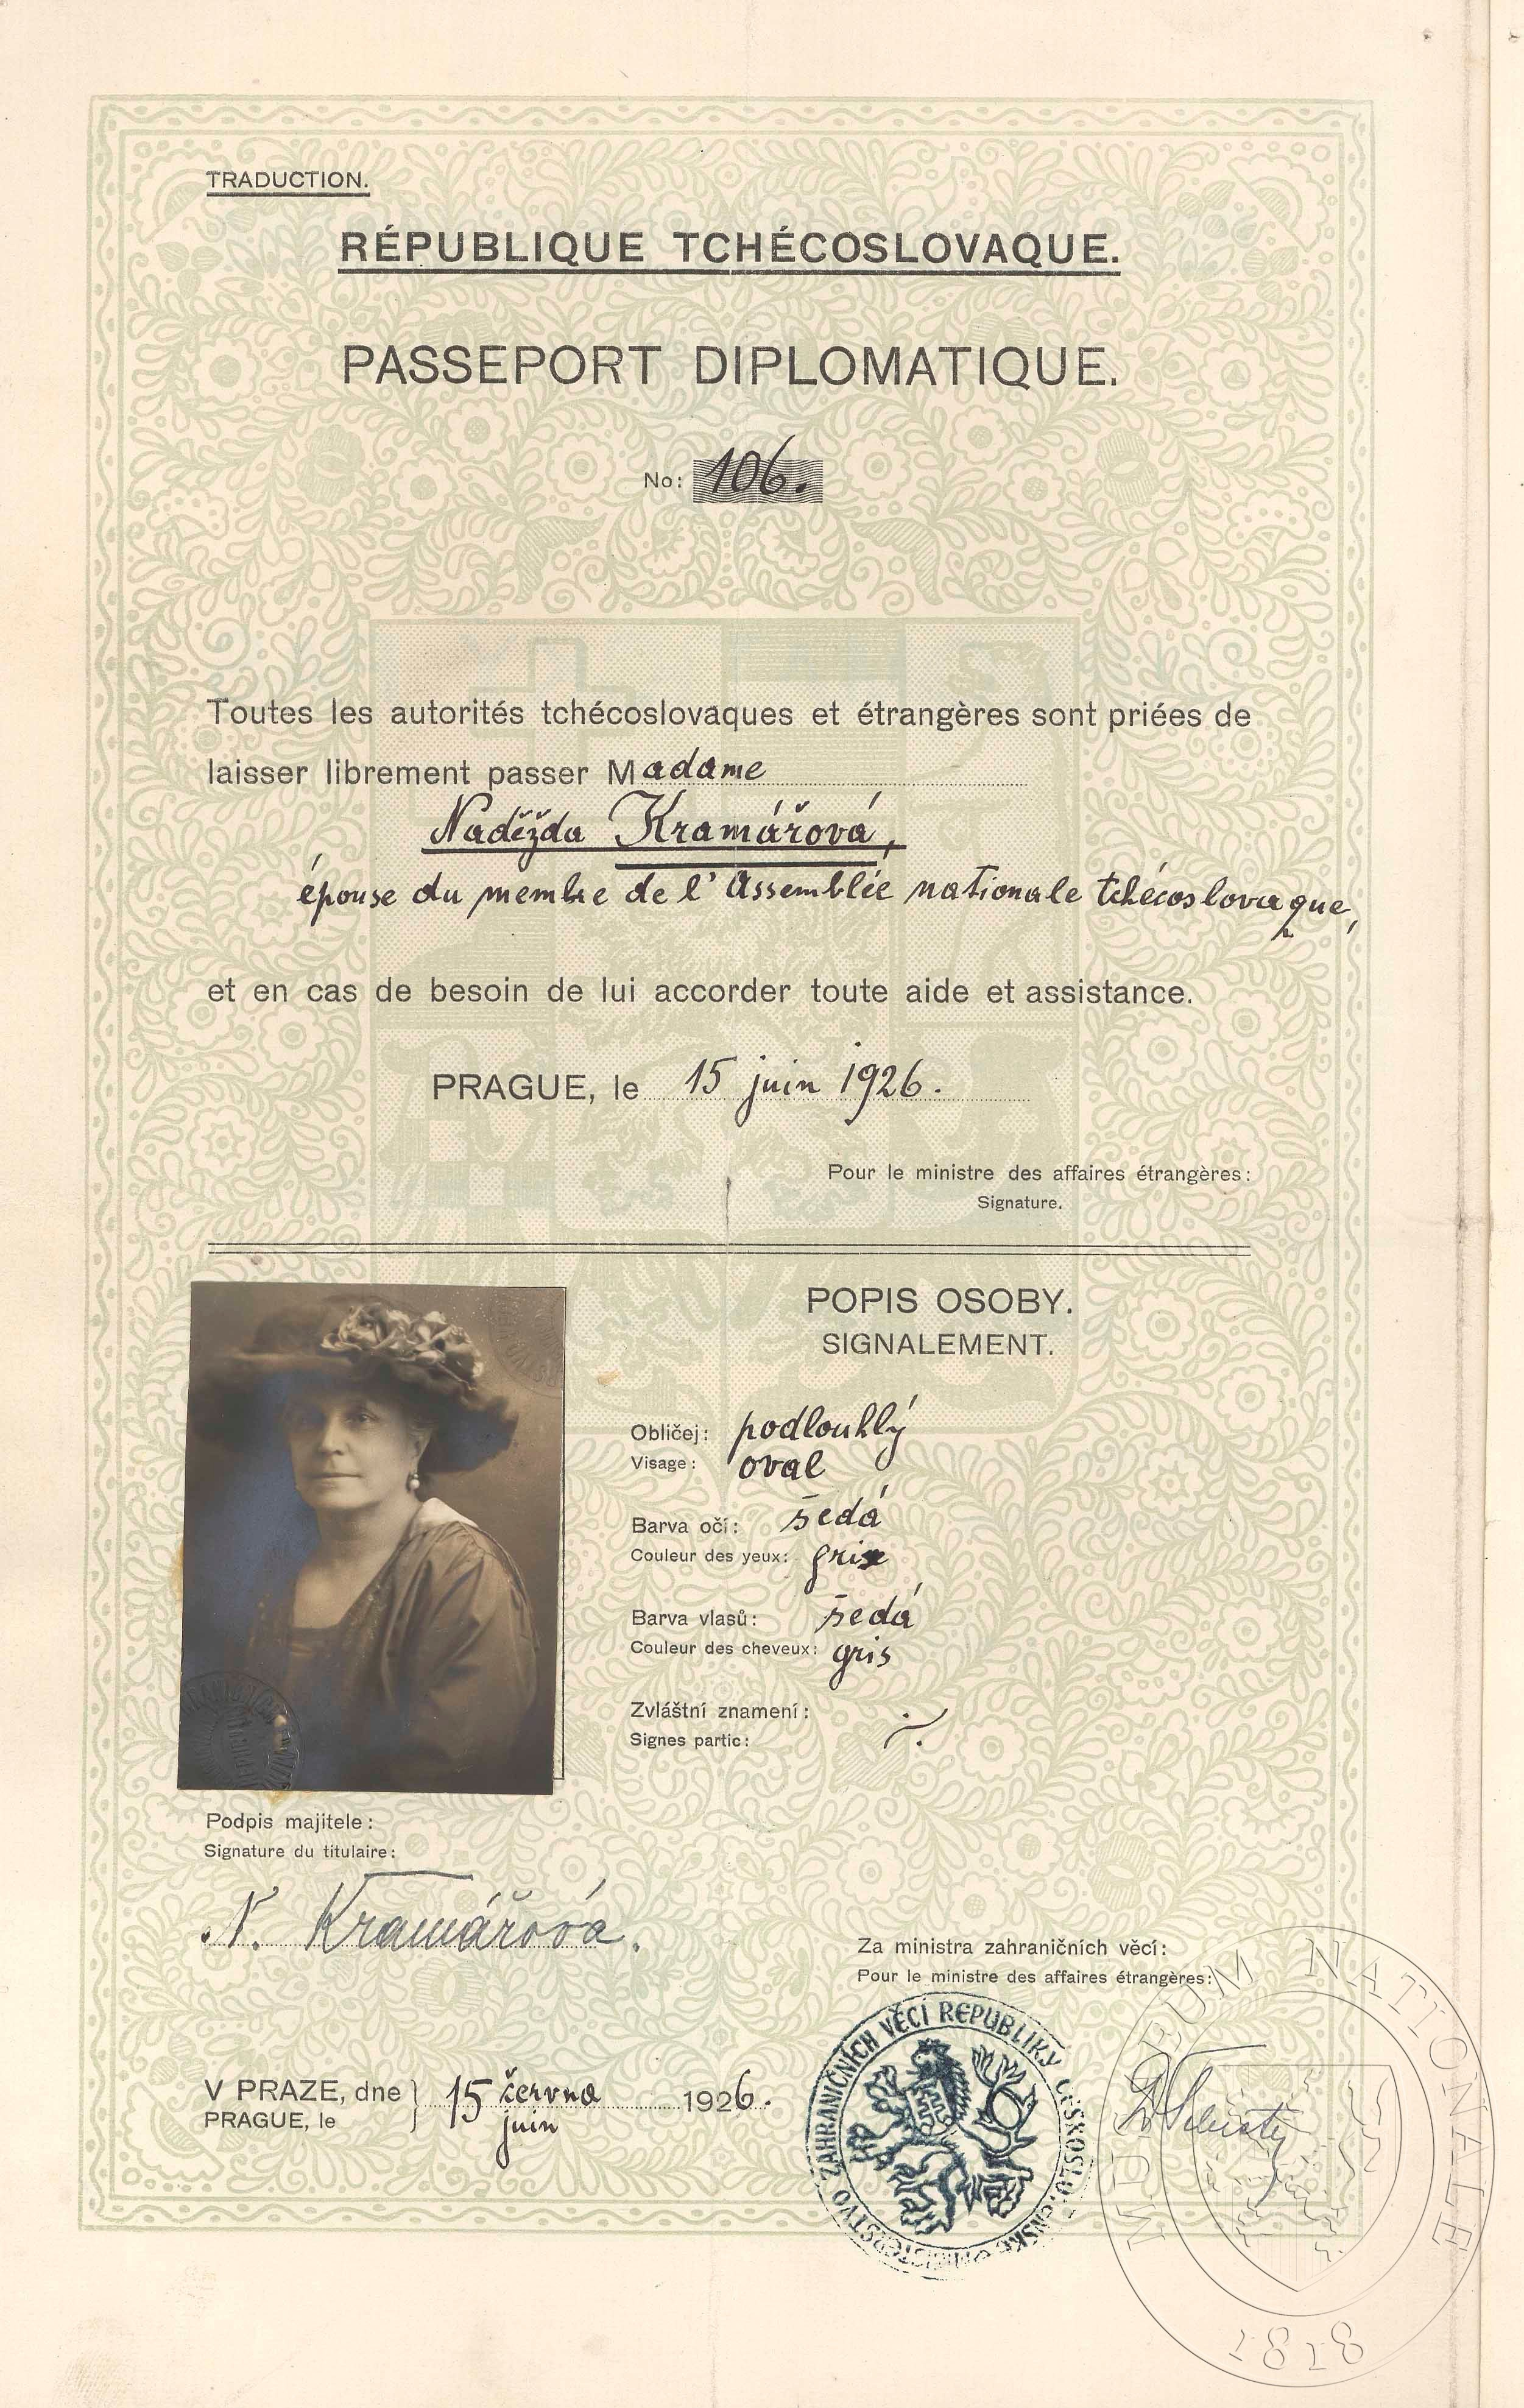 TRADUCTION.
RÉPUBLIQUE TCHÉCOSLOVAQUE.
PASSEPORT DIPLOMATIQUE.
No: 106.
Toutes les autorités tchécoslovaques et étrangères sont priées de
laisser librement passer Madame
Naděžda Kramářová,
épouse du membre de l'Assemblée nationale tchécoslovaque,
et en cas de besoin de lui accorder toute aide et assistance.
PRAGUE, le 15 juin 1926.
Pour le ministre des affaires étrangères:
Signature.
POPIS OSOBY.
SIGNALEMENT.
Obličej: podlouhlý
Visage: oval
Barva očí: šedá
Couleur des yeux: gris
Barva vlasů: šedá
Couleur des cheveux: gris
Zvláštní znamení:
Signes partic: ./.
Podpis majitele:
Signature du titulaire:
N. Kramářová.
Za ministra zahraničních věcí:
Pour le ministre des affaires étrangères:
V PRAZE, dne } 15 června 1926.
PRAGUE, le juin
MINISTERSTVO ZAHRANIČNÍCH VĚCÍ REPUBLIKY ČESKOSLOVENSKÉ
MUSEUM NATIONALE
1818